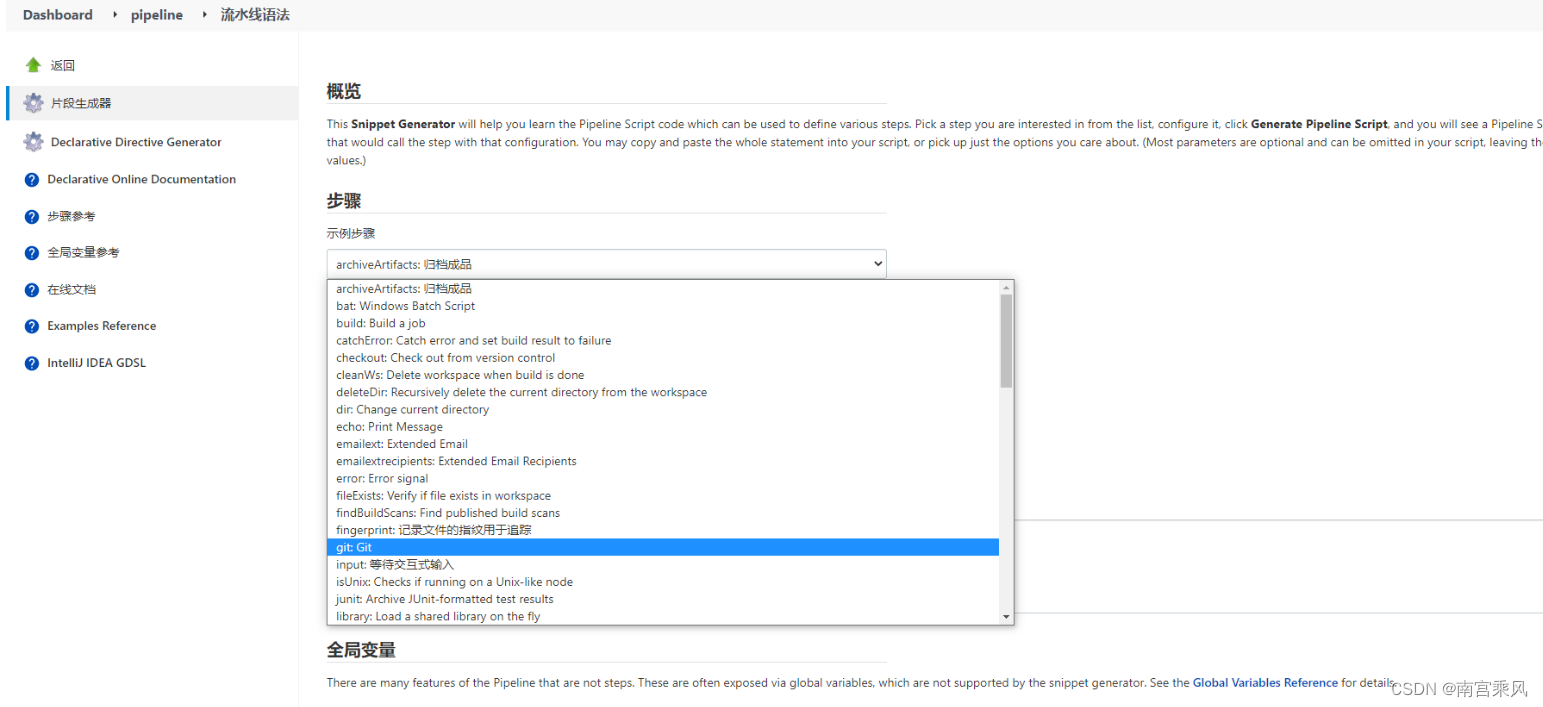 Dashboard ‣ pipeline ‣ 流水线语法
返回
片段生成器
Declarative Directive Generator
Declarative Online Documentation
步骤参考
全局变量参考
在线文档
Examples Reference
IntelliJ IDEA GDSL
概览
This Snippet Generator will help you learn the Pipeline Script code which can be used to define various steps. Pick a step you are interested in from the list, configure it, click Generate Pipeline Script, and you will see a Pipeline S
that would call the step with that configuration. You may copy and paste the whole statement into your script, or pick up just the options you care about. (Most parameters are optional and can be omitted in your script, leaving the
values.)
步骤
示例步骤
archiveArtifacts: 归档成品
archiveArtifacts: 归档成品
bat: Windows Batch Script
build: Build a job
catchError: Catch error and set build result to failure
checkout: Check out from version control
cleanWs: Delete workspace when build is done
deleteDir: Recursively delete the current directory from the workspace
dir: Change current directory
echo: Print Message
emailext: Extended Email
emailextrecipients: Extended Email Recipients
error: Error signal
fileExists: Verify if file exists in workspace
findBuildScans: Find published build scans
fingerprint: 记录文件的指纹用于追踪
git: Git
input: 等待交互式输入
isUnix: Checks if running on a Unix-like node
junit: Archive JUnit-formatted test results
library: Load a shared library on the fly
全局变量
There are many features of the Pipeline that are not steps. These are often exposed via global variables, which are not supported by the snippet generator. See the Global Variables Reference for details.
CSDN @南宫乘风